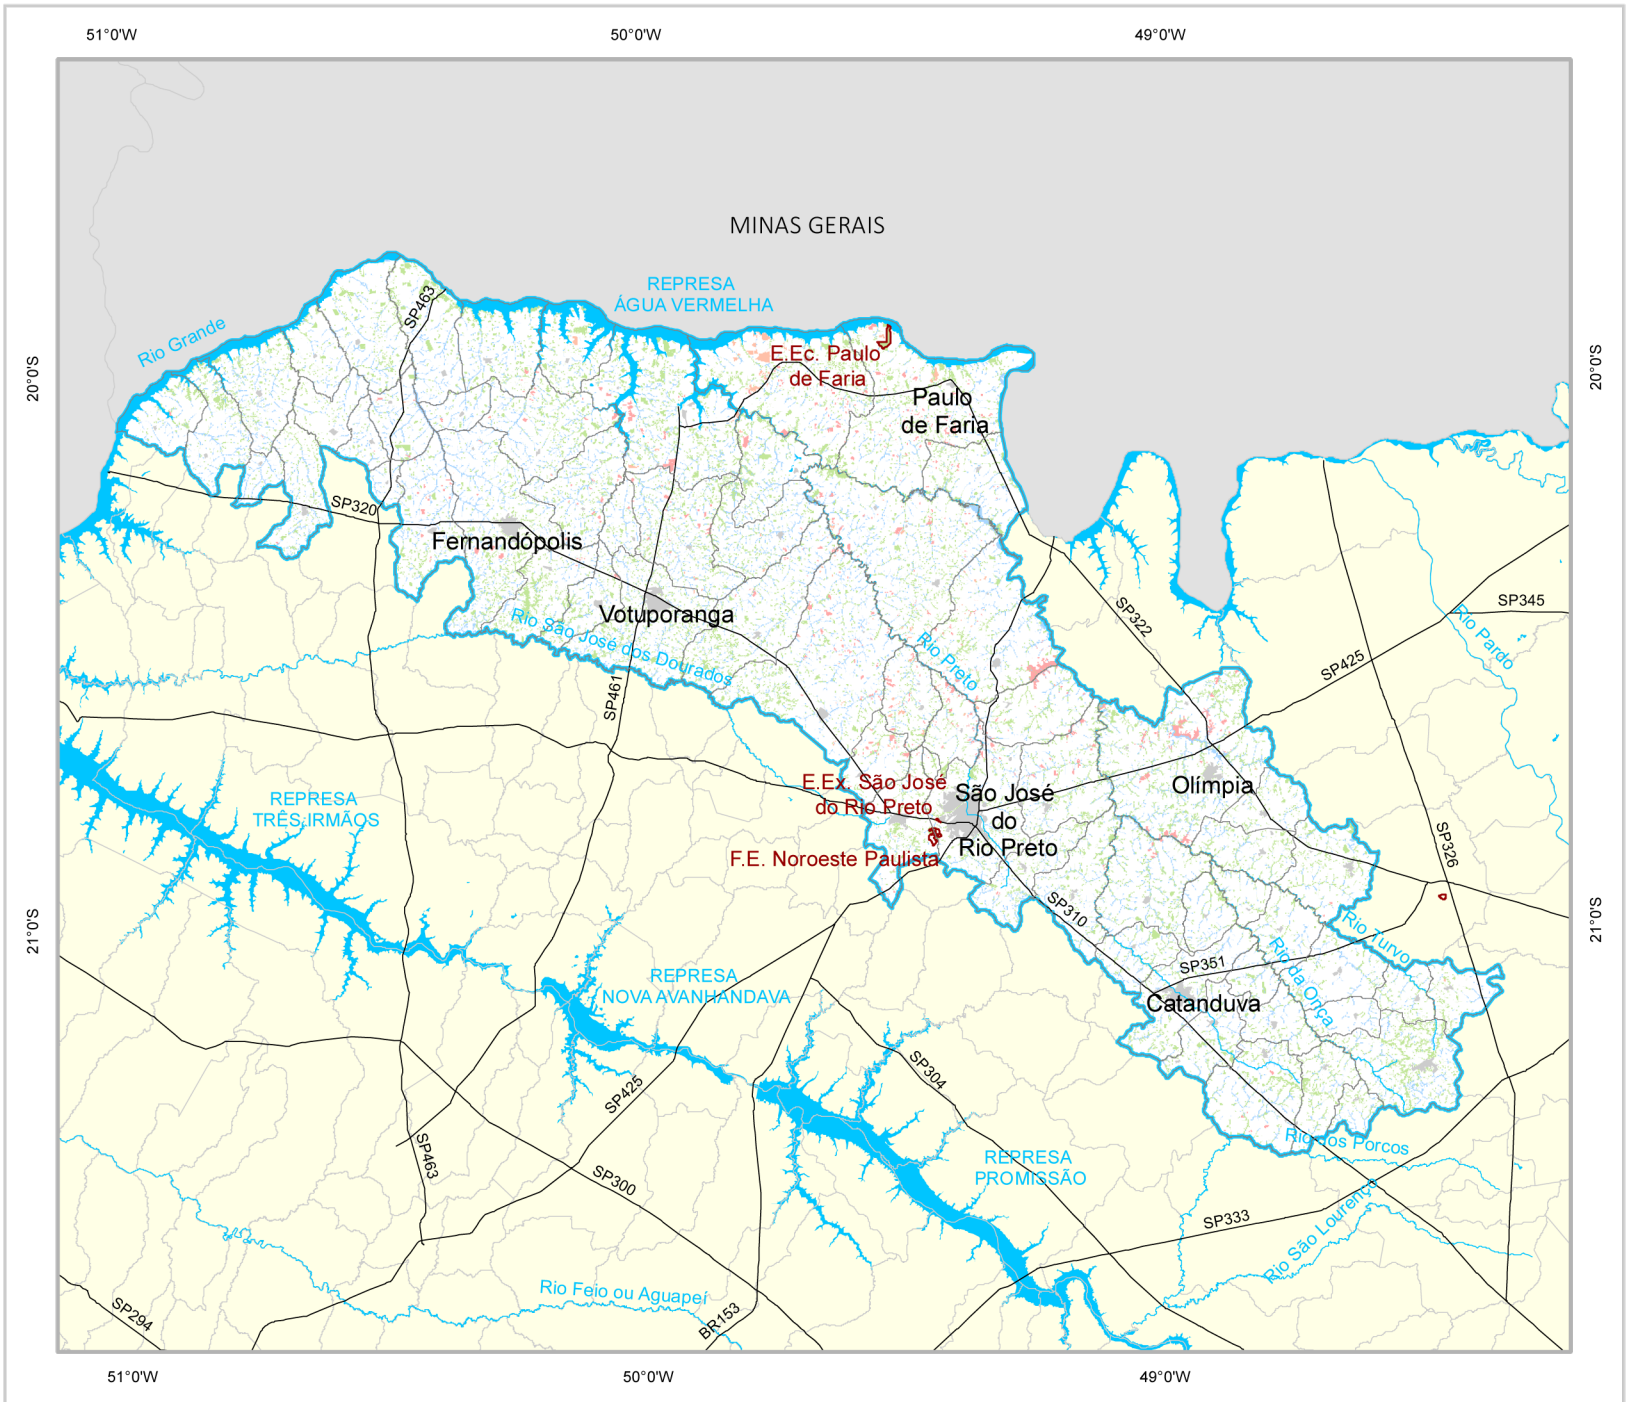 51°0'W
50°0'W
49°0'W
MINAS GERAIS
REPRESA
ÁGUA VERMELHA
SP463
Rio Grande
20°0'S
20°0'S
E.Ec. Paulo
de Faria
Paulo
de Faria
SP320
Fernandópolis
Votuporanga
Rio São José dos Dourados
Rio Preto
SP322
SP345
Rio Pardo
SP425
SP461
E.Ex. São José
do Rio Preto
São José
do
Rio Preto
Olímpia
REPRESA
TRÊS IRMÃOS
F.E. Noroeste Paulista
SP326
SP310
21°0'S
21°0'S
Rio Turvo
Rio da Onça
SP351
Catanduva
REPRESA
NOVA AVANHANDAVA
SP304
SP425
SP463
SP300
REPRESA
PROMISSÃO
Rio dos Porcos
SP333
Rio São Lourenço
Rio Feio ou Aguapeí
SP294
BR153
51°0'W
50°0'W
49°0'W